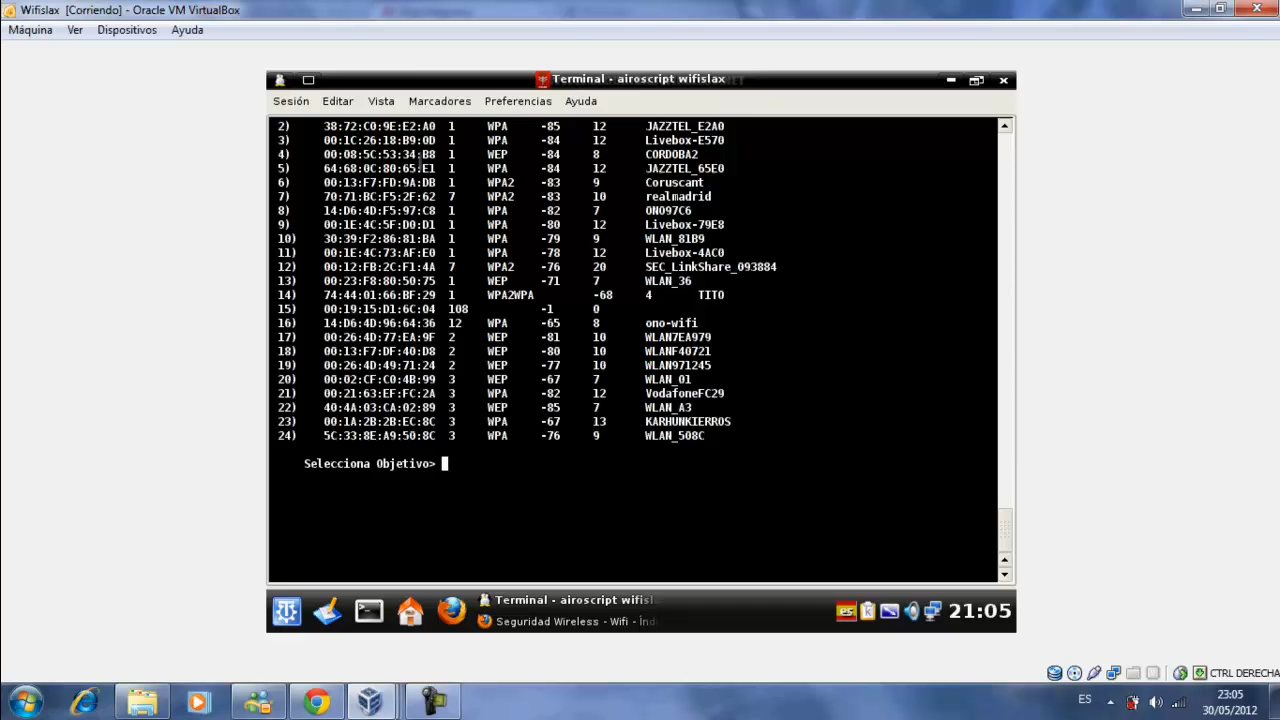 Wifislax [Corriendo] - Oracle VM VirtualBox
Máquina Ver Dispositivos Ayuda
Terminal - airoscript wifislax
Sesión Editar Vista Marcadores Preferencias Ayuda
2) 38:72:C0:9E:E2:A0 1 WPA -85 12 JAZZTEL_E2A0
3) 00:1C:26:18:B9:0D 1 WPA -84 12 Livebox-E570
4) 00:08:5C:53:34:B8 1 WEP -84 8 CORDOBA2
5) 64:68:0C:80:65:E1 1 WPA -84 12 JAZZTEL_65E0
6) 00:13:F7:FD:9A:DB 1 WPA2 -83 9 Coruscant
7) 70:71:BC:F5:2F:62 7 WPA2 -83 10 realmadrid
8) 14:D6:4D:F5:97:C8 1 WPA -82 7 ONO97C6
9) 00:1E:4C:5F:D0:D1 1 WPA -80 12 Livebox-79E8
10) 30:39:F2:86:81:BA 1 WPA -79 9 WLAN_81B9
11) 00:1E:4C:73:AF:E0 1 WPA -78 12 Livebox-4AC0
12) 00:12:FB:2C:F1:4A 7 WPA2 -76 20 SEC_LinkShare_093884
13) 00:23:F8:80:50:75 1 WEP -71 7 WLAN_36
14) 74:44:01:66:BF:29 1 WPA2WPA -68 4 TITO
15) 00:19:15:D1:6C:04 108 -1 0
16) 14:D6:4D:96:64:36 12 WPA -65 8 ono-wifi
17) 00:26:4D:77:EA:9F 2 WEP -81 10 WLAN7EA979
18) 00:13:F7:DF:40:D8 2 WEP -80 10 WLANF40721
19) 00:26:4D:49:71:24 2 WEP -77 10 WLAN971245
20) 00:02:CF:C0:4B:99 3 WEP -67 7 WLAN_01
21) 00:21:63:EF:FC:2A 3 WPA -82 12 VodafoneFC29
22) 40:4A:03:CA:02:89 3 WEP -85 7 WLAN_A3
23) 00:1A:2B:2B:EC:8C 3 WPA -67 13 KARHUNKIERROS
24) 5C:33:8E:A9:50:8C 3 WPA -76 9 WLAN_508C
Selecciona Objetivo>
Terminal - airoscript wifisl
Seguridad Wireless - Wifi - Índ
es
21:05
CTRL DERECHA
ES
23:05
30/05/2012